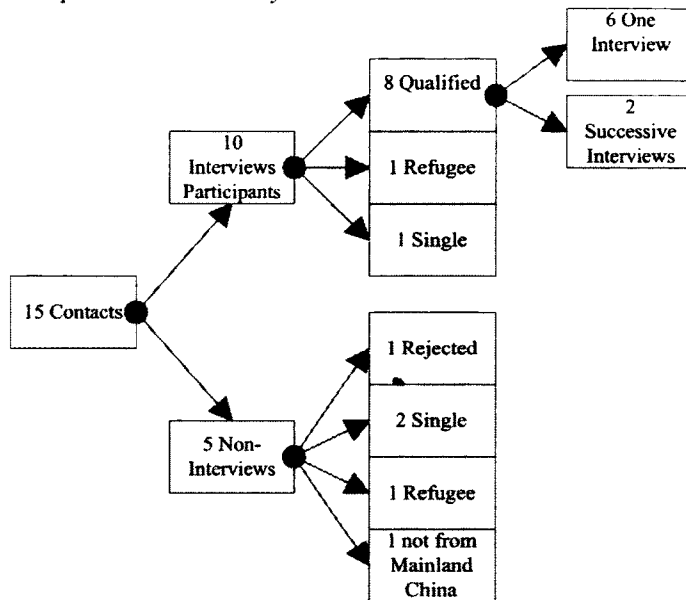 6 One
Interview
8 Qualified
2
Successive
Interviews
10
Interviews
Participants
1 Refugee
1 Single
15 Contacts
1 Rejected
2 Single
5 Non-
Interviews
1 Refugee
1 not from
Mainland
China